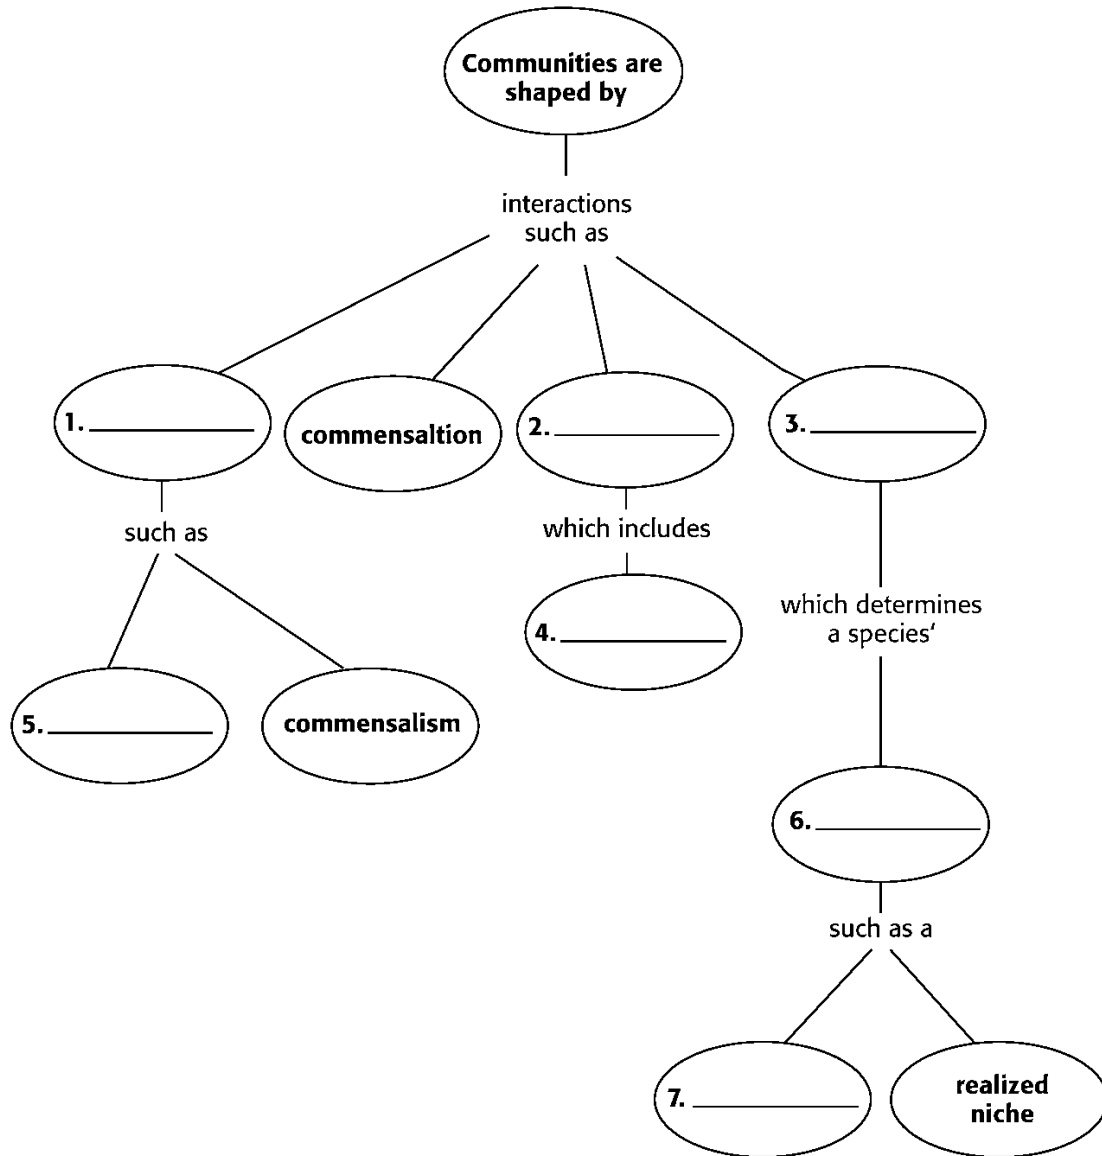 Communities are
shaped by
interactions
such as
1. ____________
commensaltion
2. ____________
3. ____________
such as
which includes
which determines
a species‘
4. ____________
5. ____________
commensalism
6. ____________
such as a
7. ____________
realized
niche